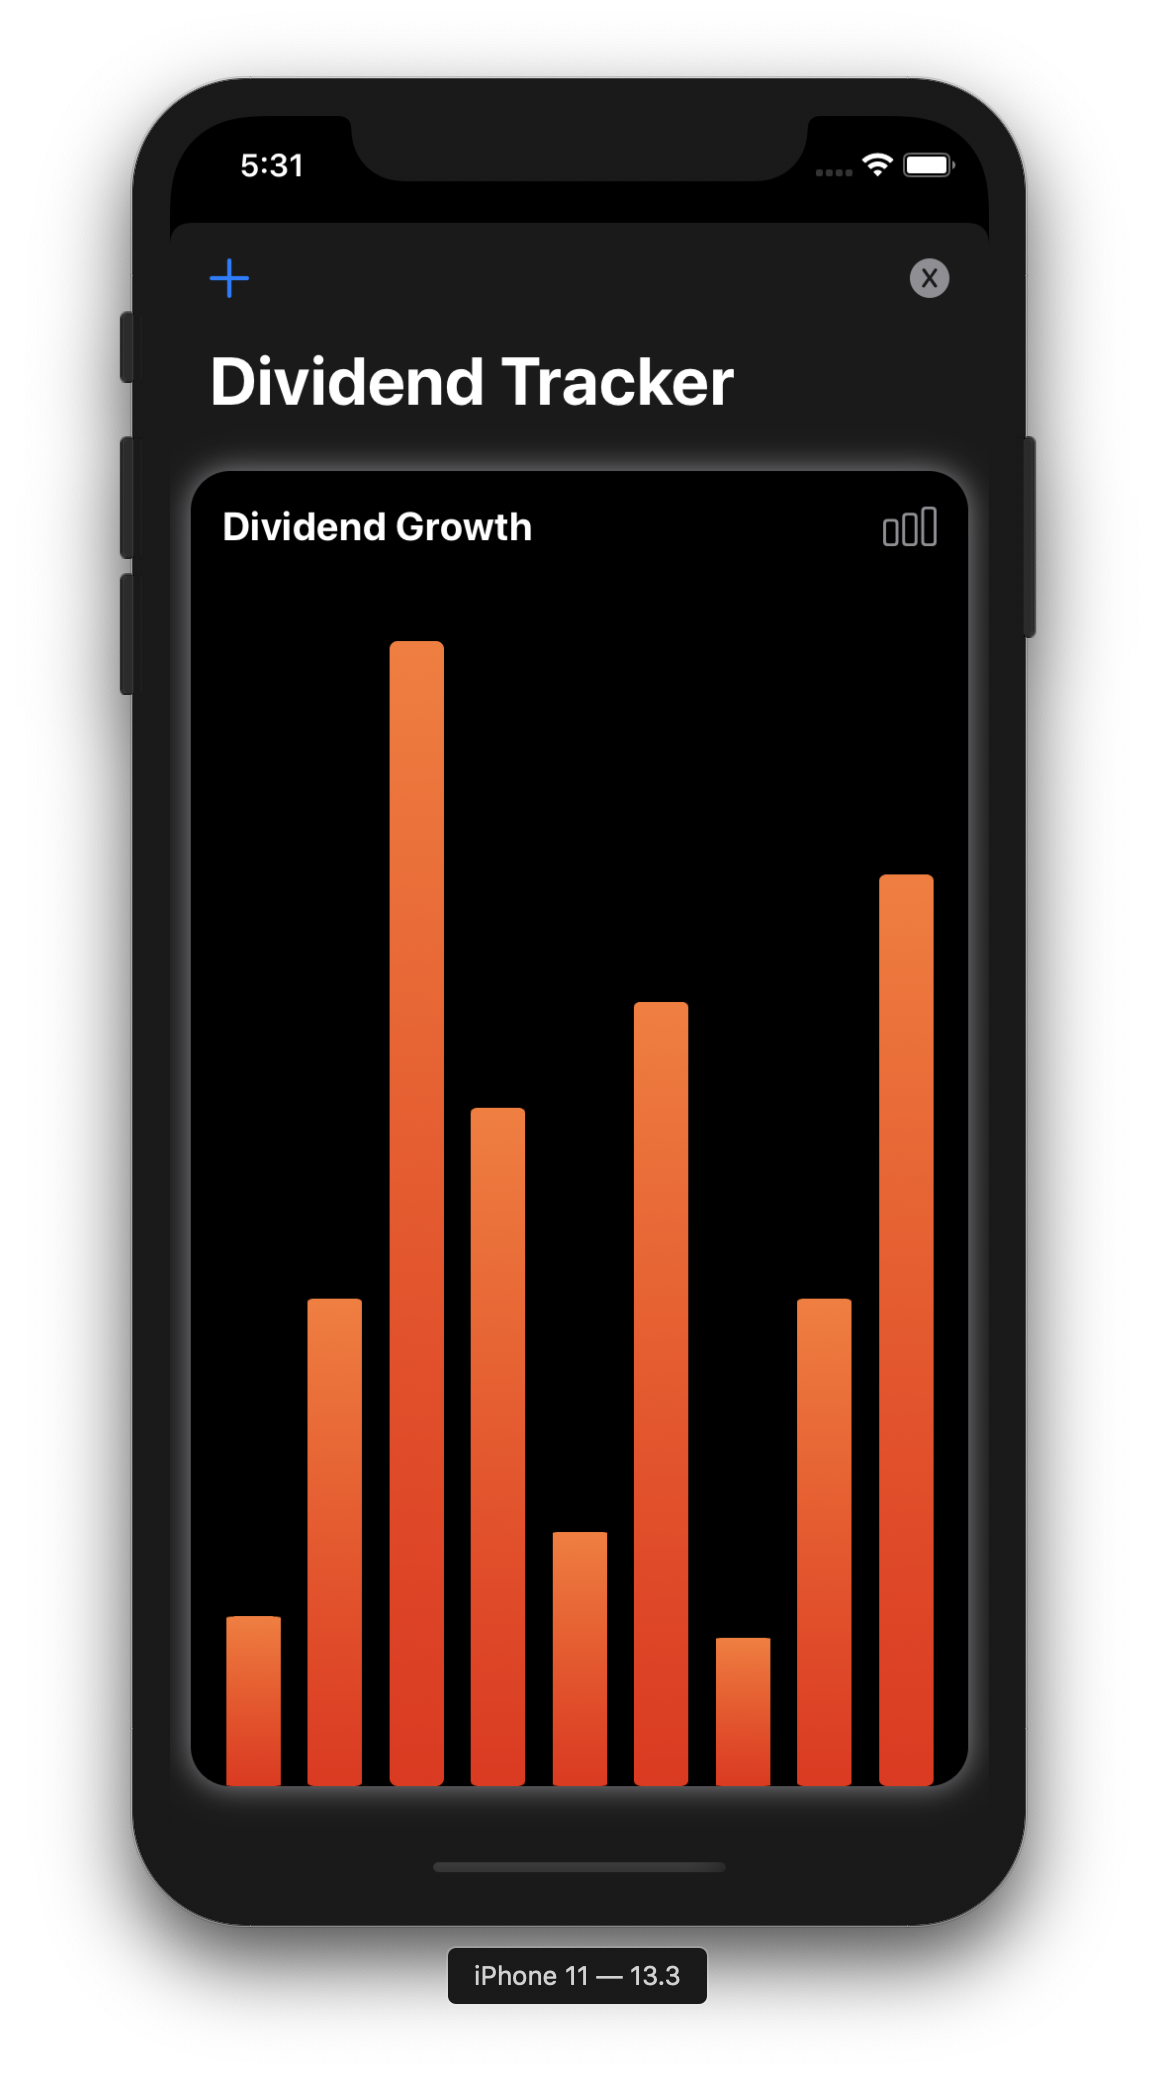 5:31
X
Dividend Tracker
Dividend Growth
iPhone 11 — 13.3